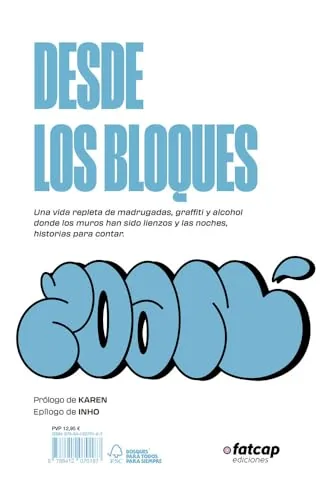 DESDE
LOS BLOQUES
Una vida repleta de madrugadas, graffiti y alcohol
donde los muros han sido lienzos y las noches,
historias para contar.
Prólogo de KAREN
Epílogo de INHO
PVP 12,95 €
FSC
BOSQUES
PARA TODOS
PARA SIEMPRE
fatcap
ediciones